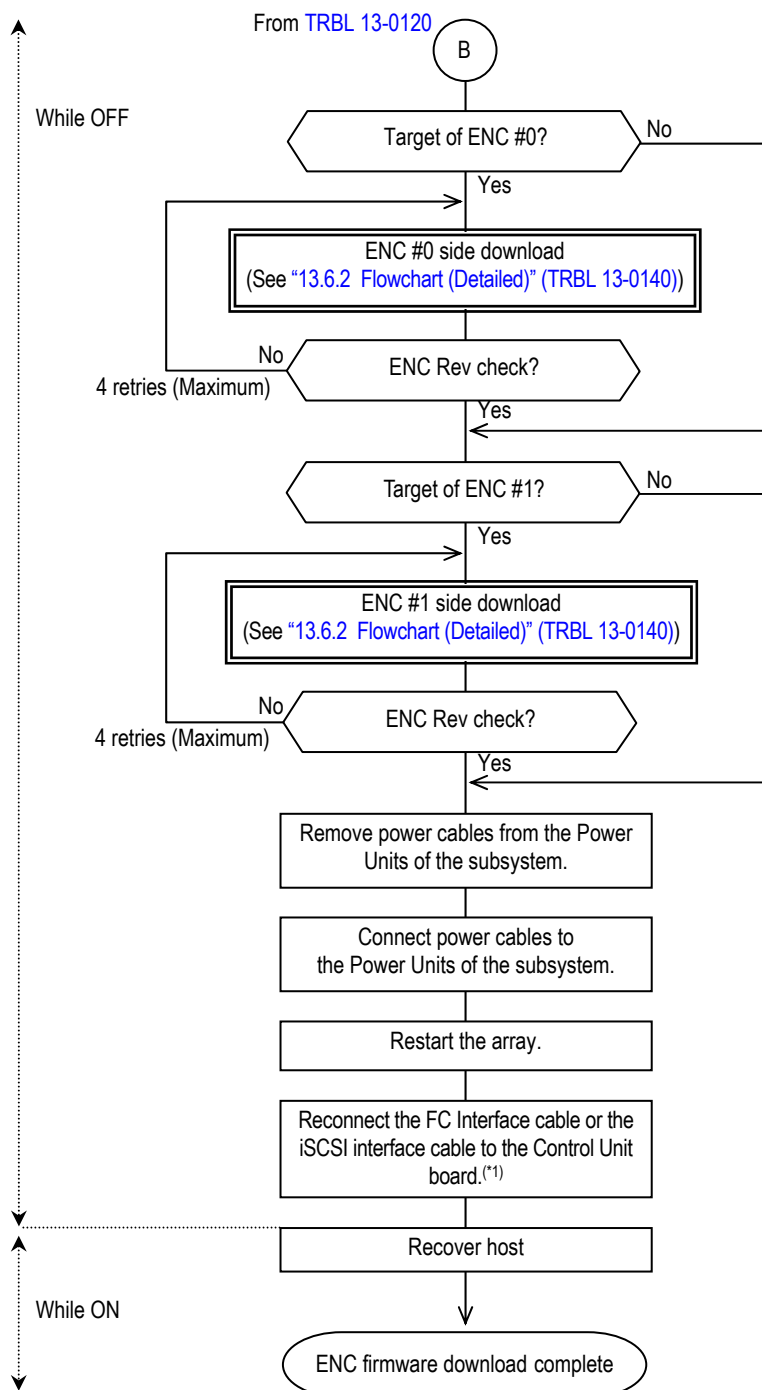 From TRBL 13-0120
B
While OFF
Target of ENC #0?
No
Yes
ENC #0 side download
(See “13.6.2 Flowchart (Detailed)” (TRBL 13-0140))
No
ENC Rev check?
4 retries (Maximum)
Yes
Target of ENC #1?
No
Yes
ENC #1 side download
(See “13.6.2 Flowchart (Detailed)” (TRBL 13-0140))
No
ENC Rev check?
4 retries (Maximum)
Yes
Remove power cables from the Power
Units of the subsystem.
Connect power cables to
the Power Units of the subsystem.
Restart the array.
Reconnect the FC Interface cable or the
iSCSI interface cable to the Control Unit
board.(*1)
Recover host
While ON
ENC firmware download complete